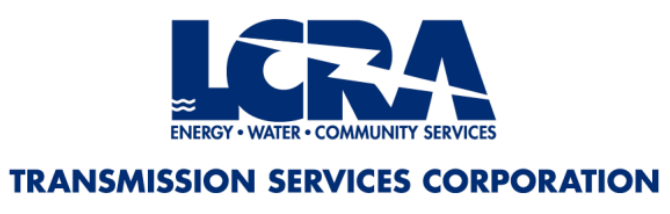 LCRA
ENERGY • WATER • COMMUNITY SERVICES
TRANSMISSION SERVICES CORPORATION